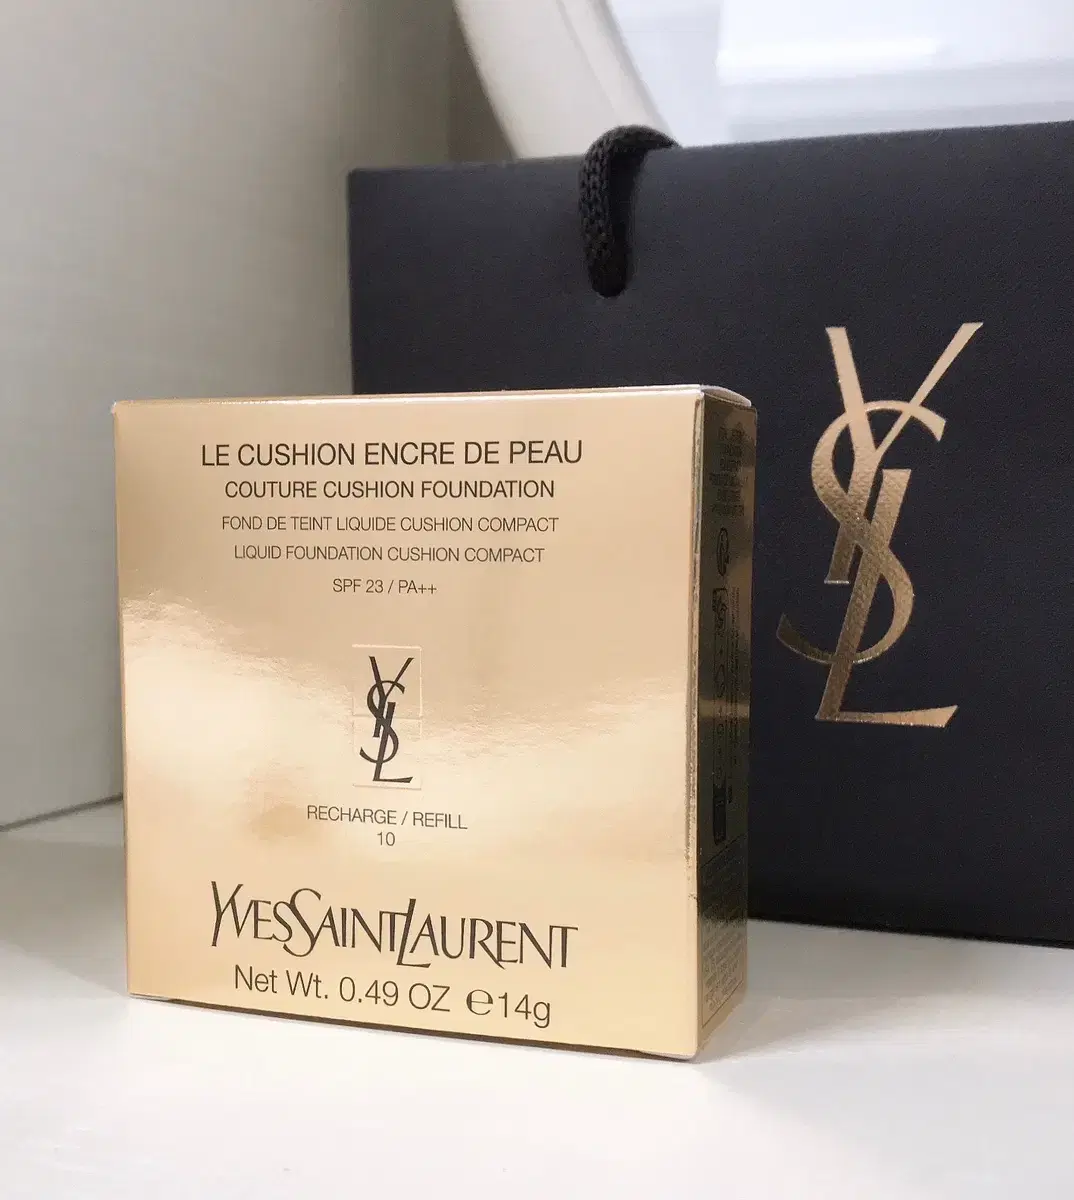 LE CUSHION ENCRE DE PEAU
COUTURE CUSHION FOUNDATION
FOND DE TEINT LIQUIDE CUSHION COMPACT
LIQUID FOUNDATION CUSHION COMPACT
SPF 23 / PA++
YSL
RECHARGE / REFILL
10
YVESSAINTLAURENT
Net Wt. 0.49 OZ ℮14g
YSL